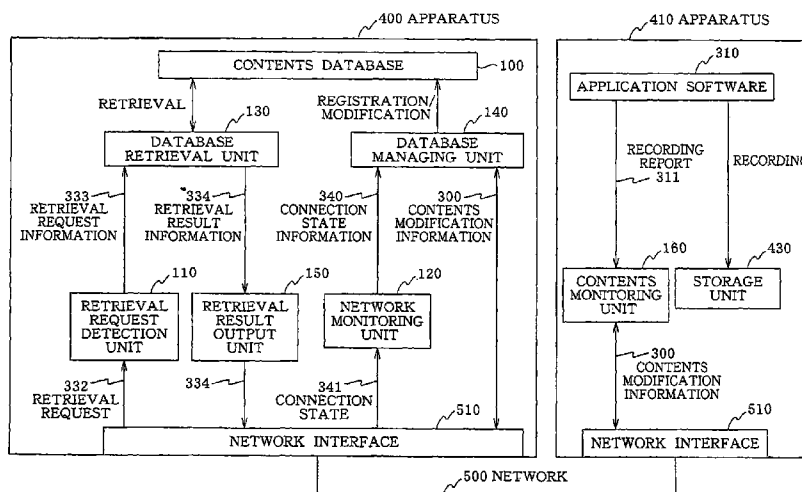 400 APPARATUS
CONTENTS DATABASE
100
RETRIEVAL
REGISTRATION/
MODIFICATION
130
DATABASE
RETRIEVAL UNIT
140
DATABASE
MANAGING UNIT
333
RETRIEVAL
REQUEST
INFORMATION
334
RETRIEVAL
RESULT
INFORMATION
340
CONNECTION
STATE
INFORMATION
300
CONTENTS
MODIFICATION
INFORMATION
110
RETRIEVAL
REQUEST
DETECTION
UNIT
150
RETRIEVAL
RESULT
OUTPUT
UNIT
120
NETWORK
MONITORING
UNIT
332
RETRIEVAL
REQUEST
334
341
CONNECTION
STATE
510
NETWORK INTERFACE
410 APPARATUS
310
APPLICATION SOFTWARE
RECORDING
REPORT
311
RECORDING
160
CONTENTS
MONITORING
UNIT
430
STORAGE
UNIT
300
CONTENTS
MODIFICATION
INFORMATION
510
NETWORK INTERFACE
500 NETWORK